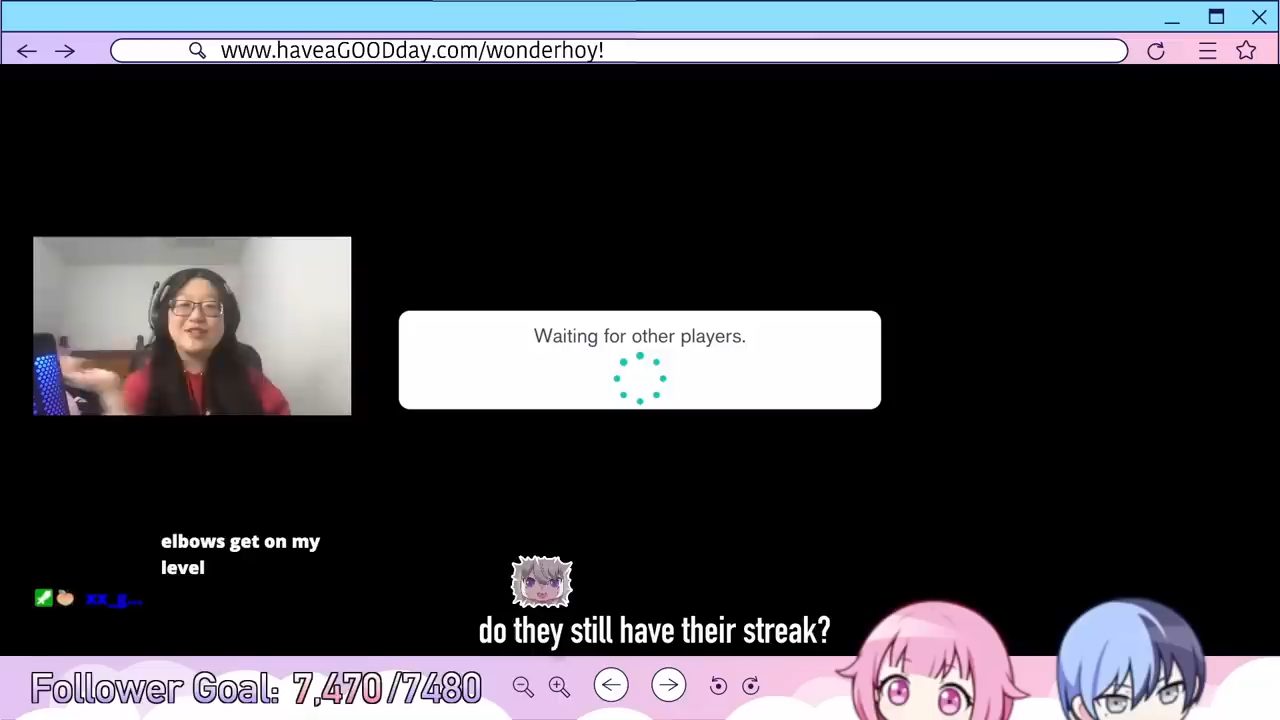 www.haveaGOODday.com/wonderhoy!
Waiting for other players.
elbows get on my
level
xx_g...
do they still have their streak?
Follower Goal: 7,470 /7480